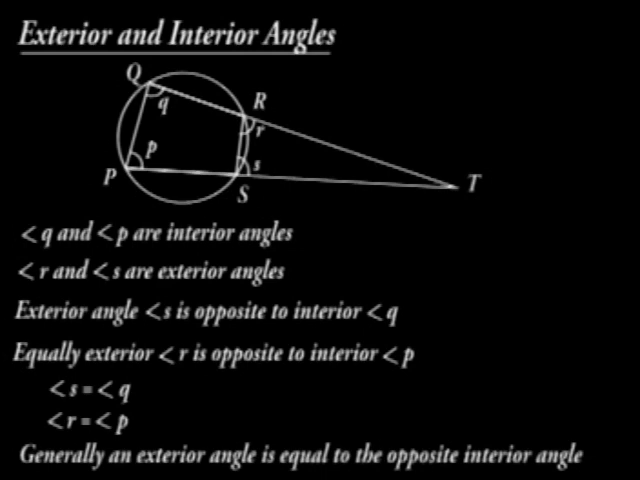 Exterior and Interior Angles
Q
q
R
r
p
P
s
S
T
< q and < p are interior angles
< r and < s are exterior angles
Exterior angle < s is opposite to interior < q
Equally exterior < r is opposite to interior < p
< s = < q
< r = < p
Generally an exterior angle is equal to the opposite interior angle